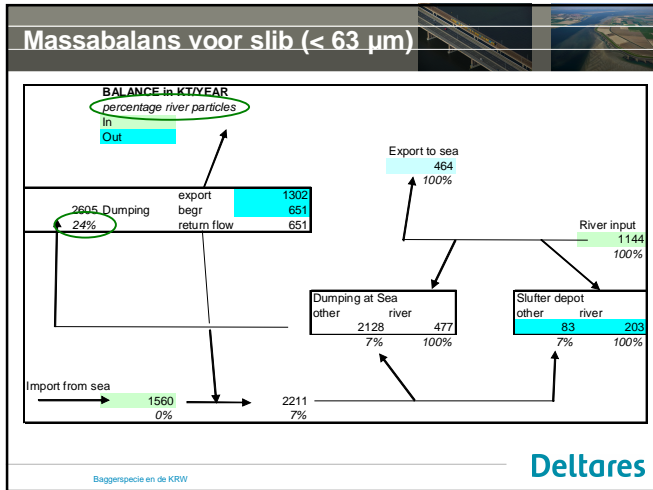 Massabalans voor slib (< 63 µm)
BALANCE in KT/YEAR
percentage river particles
In
Out
Export to sea
464
100%
export 1302
2605 Dumping begr 651
24% return flow 651
River input
1144
100%
Dumping at Sea
other river
2128 477
7% 100%
Slufter depot
other river
83 203
7% 100%
Import from sea
1560 2211
0% 7%
Baggerspecie en de KRW
Deltares